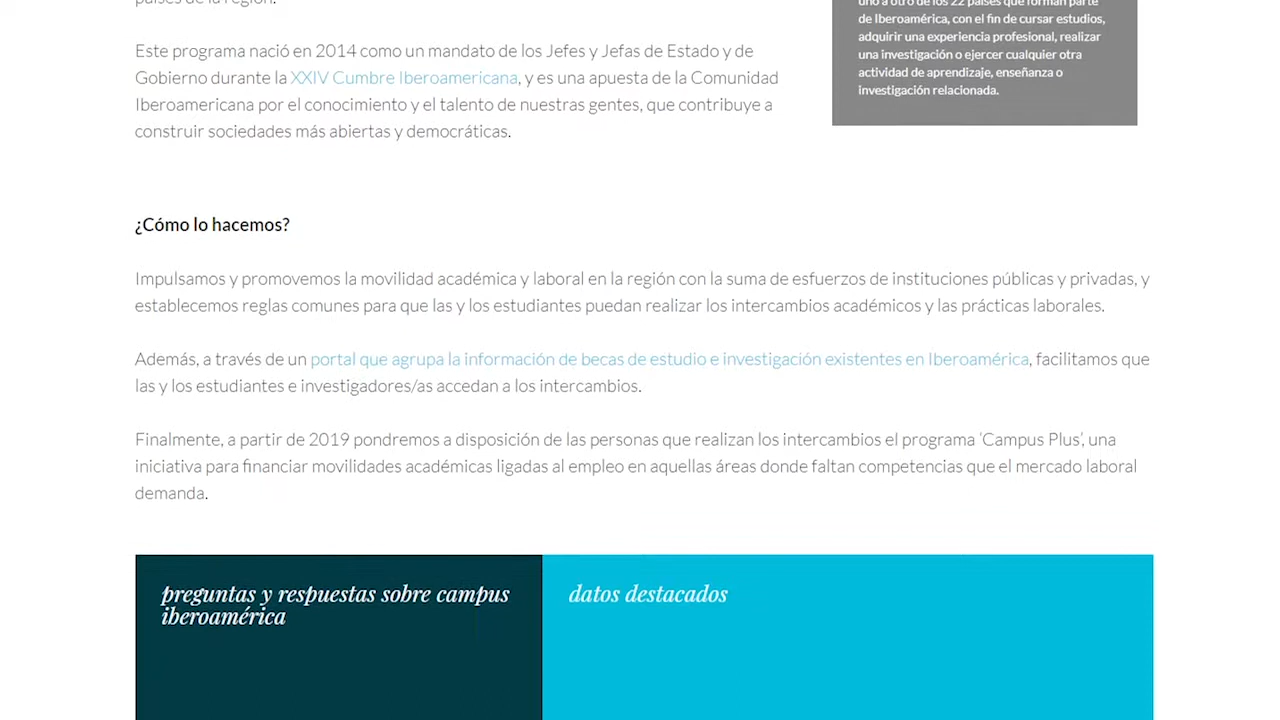 países de la región.
Este programa nació en 2014 como un mandato de los Jefes y Jefas de Estado y de
Gobierno durante la XXIV Cumbre Iberoamericana, y es una apuesta de la Comunidad
Iberoamericana por el conocimiento y el talento de nuestras gentes, que contribuye a
construir sociedades más abiertas y democráticas.
uno a otro de los 22 países que forman parte
de Iberoamérica, con el fin de cursar estudios,
adquirir una experiencia profesional, realizar
una investigación o ejercer cualquier otra
actividad de aprendizaje, enseñanza o
investigación relacionada.
¿Cómo lo hacemos?
Impulsamos y promovemos la movilidad académica y laboral en la región con la suma de esfuerzos de instituciones públicas y privadas, y
establecemos reglas comunes para que las y los estudiantes puedan realizar los intercambios académicos y las prácticas laborales.
Además, a través de un portal que agrupa la información de becas de estudio e investigación existentes en Iberoamérica, facilitamos que
las y los estudiantes e investigadores/as accedan a los intercambios.
Finalmente, a partir de 2019 pondremos a disposición de las personas que realizan los intercambios el programa ‘Campus Plus’, una
iniciativa para financiar movilidades académicas ligadas al empleo en aquellas áreas donde faltan competencias que el mercado laboral
demanda.
preguntas y respuestas sobre campus
iberoamérica
datos destacados